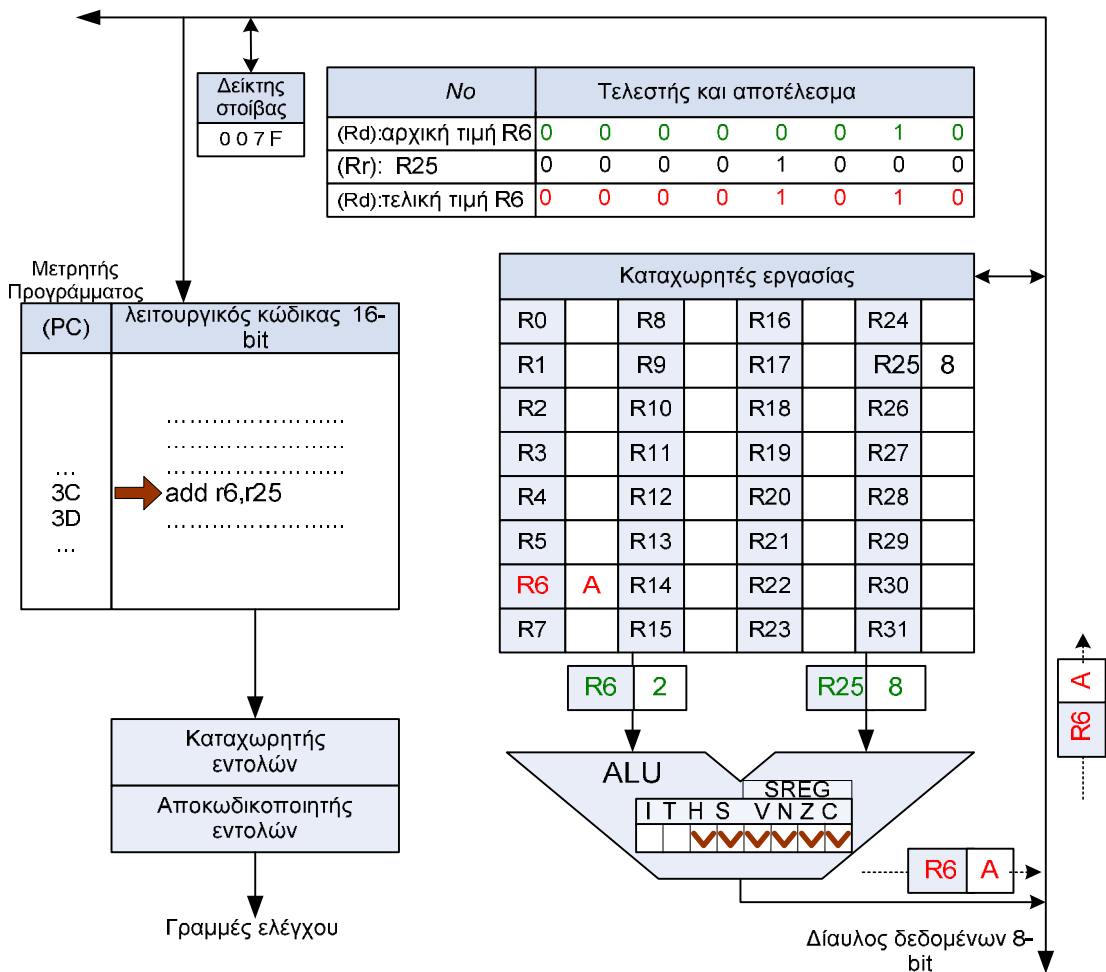 Δείκτης
στοίβας
0 0 7 F
No Τελεστής και αποτέλεσμα
(Rd):αρχική τιμή R6 0 0 0 0 0 0 1 0
(Rr): R25 0 0 0 0 1 0 0 0
(Rd):τελική τιμή R6 0 0 0 0 1 0 1 0
Μετρητής
Προγράμματος
(PC) λειτουργικός κώδικας 16-
bit
........................
........................
... ........................
3C add r6,r25
3D ........................
...
Καταχωρητής
εντολών
Αποκωδικοποιητής
εντολών
Γραμμές ελέγχου
Καταχωρητές εργασίας
R0 R8 R16 R24
R1 R9 R17 R25 8
R2 R10 R18 R26
R3 R11 R19 R27
R4 R12 R20 R28
R5 R13 R21 R29
R6 A R14 R22 R30
R7 R15 R23 R31
R6 2 R25 8
ALU
SREG
I T H S V N Z C
R6 A
R6 A
Δίαυλος δεδομένων 8-
bit